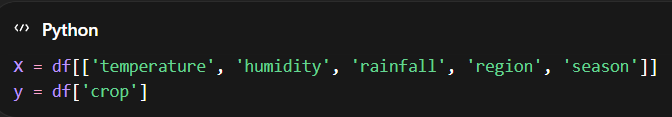 Python
X = df[['temperature', 'humidity', 'rainfall', 'region', 'season']]
y = df['crop']